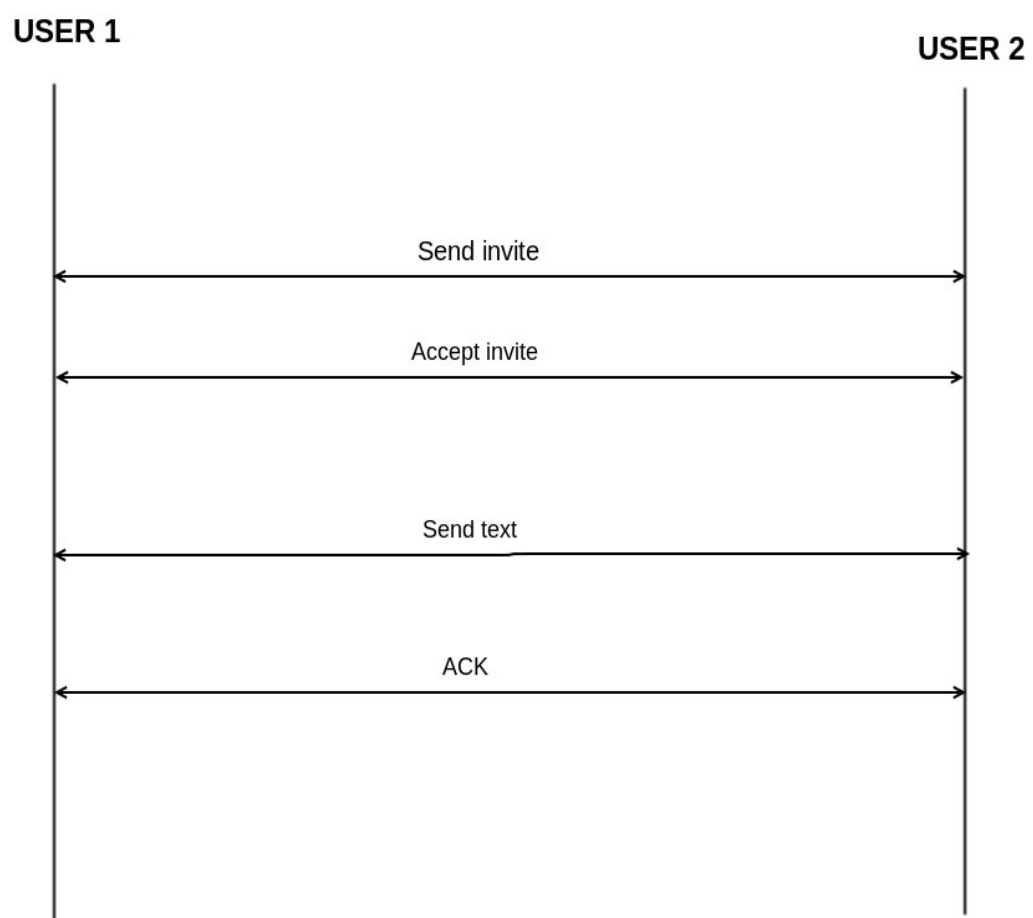 USER 1
USER 2
Send invite
Accept invite
Send text
ACK